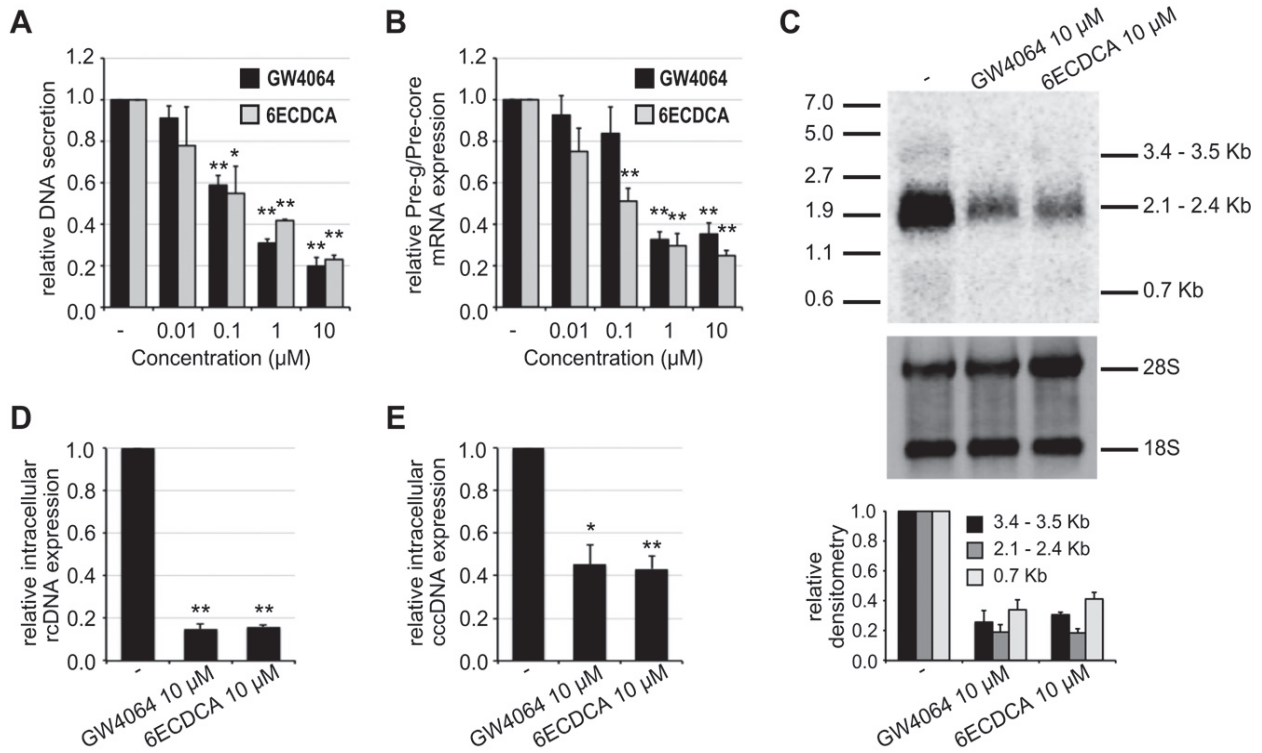 A
relative DNA secretion
1.2
1.0
0.8
0.6
0.4
0.2
0.0
GW4064
6ECDCA
** *
** **
** **
- 0.01 0.1 1 10
Concentration (µM)
B
relative Pre-g/Pre-core
mRNA expression
1.2
1.0
0.8
0.6
0.4
0.2
0.0
GW4064
6ECDCA
**
** **
** **
- 0.01 0.1 1 10
Concentration (µM)
C
- GW4064 10 µM 6ECDCA 10 µM
7.0
5.0
2.7
1.9
1.1
0.6
3.4 - 3.5 Kb
2.1 - 2.4 Kb
0.7 Kb
28S
18S
relative
densitometry
1.0
0.8
0.6
0.4
0.2
0.0
3.4 - 3.5 Kb
2.1 - 2.4 Kb
0.7 Kb
- GW4064 10 µM 6ECDCA 10 µM
D
relative intracellular
rcDNA expression
1.0
0.8
0.6
0.4
0.2
0.0
** **
- GW4064 10 µM 6ECDCA 10 µM
E
relative intracellular
cccDNA expression
1.0
0.8
0.6
0.4
0.2
0.0
* **
- GW4064 10 µM 6ECDCA 10 µM